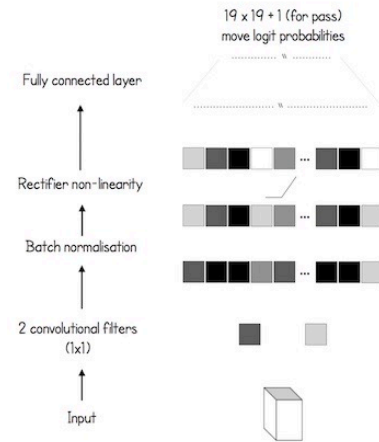 19 x 19 + 1 (for pass)
move logit probabilities
Fully connected layer
Rectifier non-linearity
Batch normalisation
2 convolutional filters
(1x1)
Input